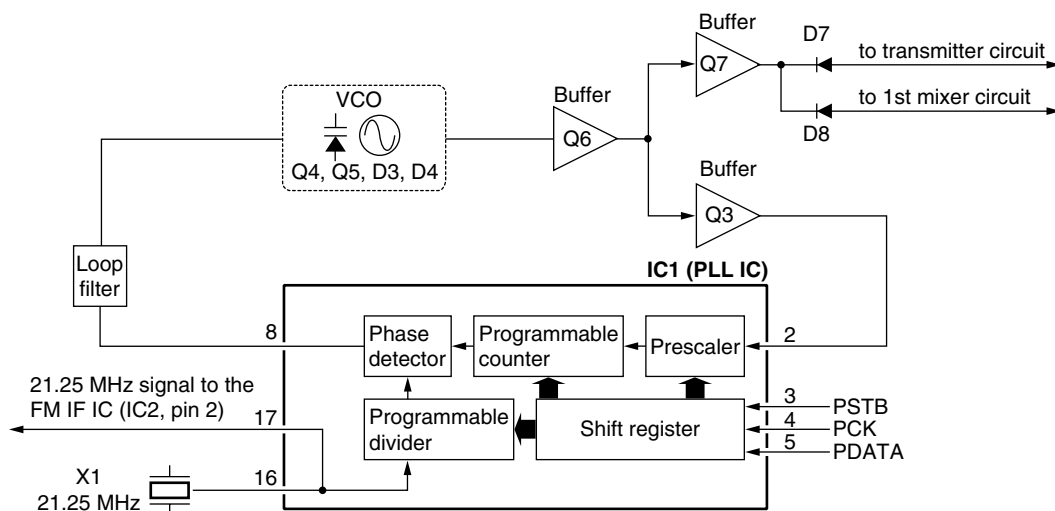 Buffer
D7
to transmitter circuit
Q7
VCO
Buffer
to 1st mixer circuit
D8
Q6
Q4, Q5, D3, D4
Buffer
Q3
Loop
filter
IC1 (PLL IC)
8
Phase
detector
Programmable
counter
Prescaler
2
21.25 MHz signal to the
FM IF IC (IC2, pin 2)
17
Programmable
divider
Shift register
3
PSTB
4
PCK
5
PDATA
X1
21.25 MHz
16